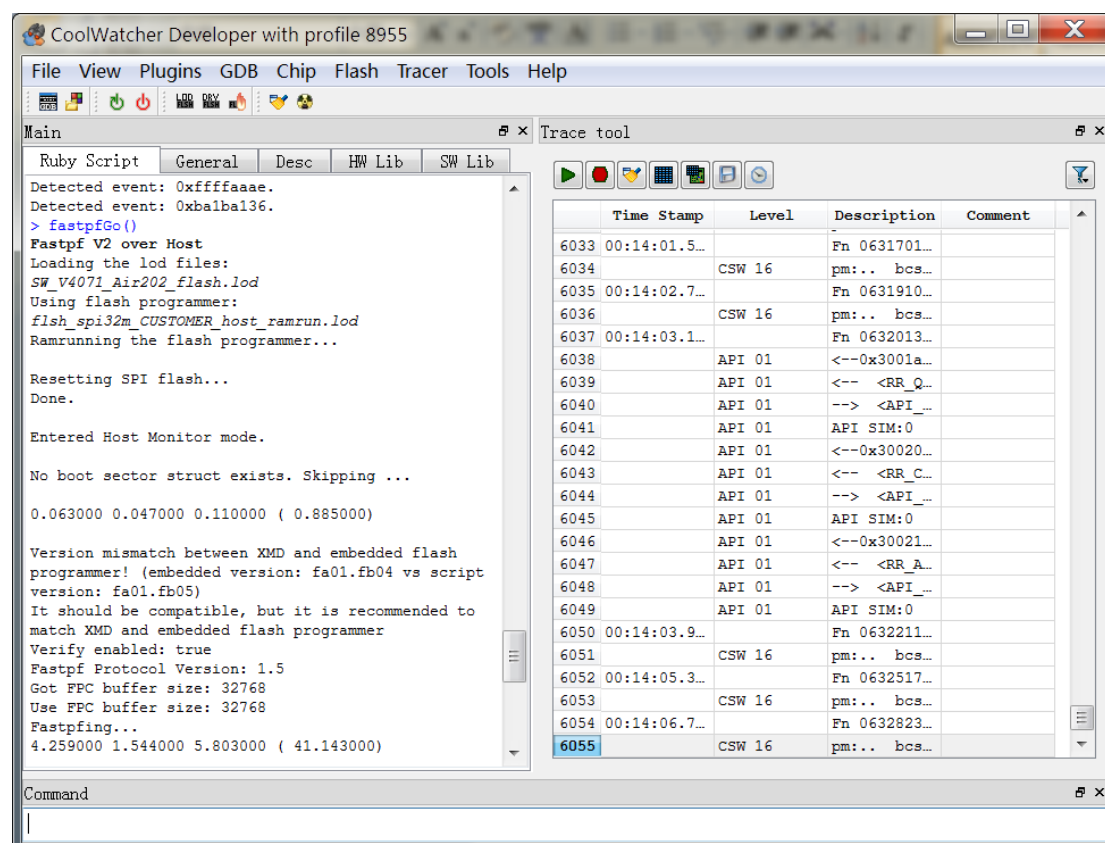 CoolWatcher Developer with profile 8955
File View Plugins GDB Chip Flash Tracer Tools Help
Main
Ruby Script General Desc HW Lib SW Lib
Detected event: 0xffffaaae.
Detected event: 0xba1ba136.
> fastpfGo()
Fastpf V2 over Host
Loading the lod files:
SW_V4071_Air202_flash.lod
Using flash programmer:
flsh_spi32m_CUSTOMER_host_ramrun.lod
Ramrunning the flash programmer...
Resetting SPI flash...
Done.
Entered Host Monitor mode.
No boot sector struct exists. Skipping ...
0.063000 0.047000 0.110000 ( 0.885000)
Version mismatch between XMD and embedded flash
programmer! (embedded version: fa01.fb04 vs script
version: fa01.fb05)
It should be compatible, but it is recommended to
match XMD and embedded flash programmer
Verify enabled: true
Fastpf Protocol Version: 1.5
Got FPC buffer size: 32768
Use FPC buffer size: 32768
Fastpfing...
4.259000 1.544000 5.803000 ( 41.143000)
Trace tool
Time Stamp Level Description Comment
6033 00:14:01.5… Fn 0631701…
6034 CSW 16 pm:.. bcs…
6035 00:14:02.7… Fn 0631910…
6036 CSW 16 pm:.. bcs…
6037 00:14:03.1… Fn 0632013…
6038 API 01 <--0x3001a…
6039 API 01 <-- <RR_Q…
6040 API 01 --> <API_…
6041 API 01 API SIM:0
6042 API 01 <--0x30020…
6043 API 01 <-- <RR_C…
6044 API 01 --> <API_…
6045 API 01 API SIM:0
6046 API 01 <--0x30021…
6047 API 01 <-- <RR_A…
6048 API 01 --> <API_…
6049 API 01 API SIM:0
6050 00:14:03.9… Fn 0632211…
6051 CSW 16 pm:.. bcs…
6052 00:14:05.3… Fn 0632517…
6053 CSW 16 pm:.. bcs…
6054 00:14:06.7… Fn 0632823…
6055 CSW 16 pm:.. bcs…
Command